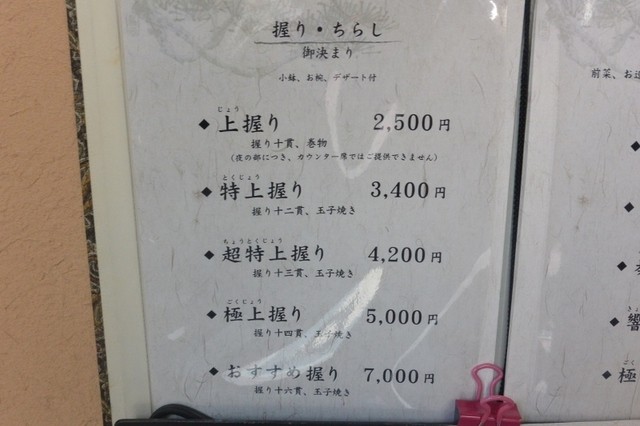 握り・ちらし
御決まり
小鉢、お椀、デザート付
じょう
◆上握り 2,500円
握り十貫、巻物
(夜の部につき、カウンター席ではご提供できません)
とくじょう
◆特上握り 3,400円
握り十二貫、玉子焼き
ちょうとくじょう
◆超特上握り 4,200円
握り十三貫、玉子焼き
ごくじょう
◆極上握り 5,000円
握り十四貫、玉子焼き
◆おすすめ握り 7,000円
握り十六貫、玉子焼き
前菜、お
◆
◆
◆
◆響
ごく
◆極